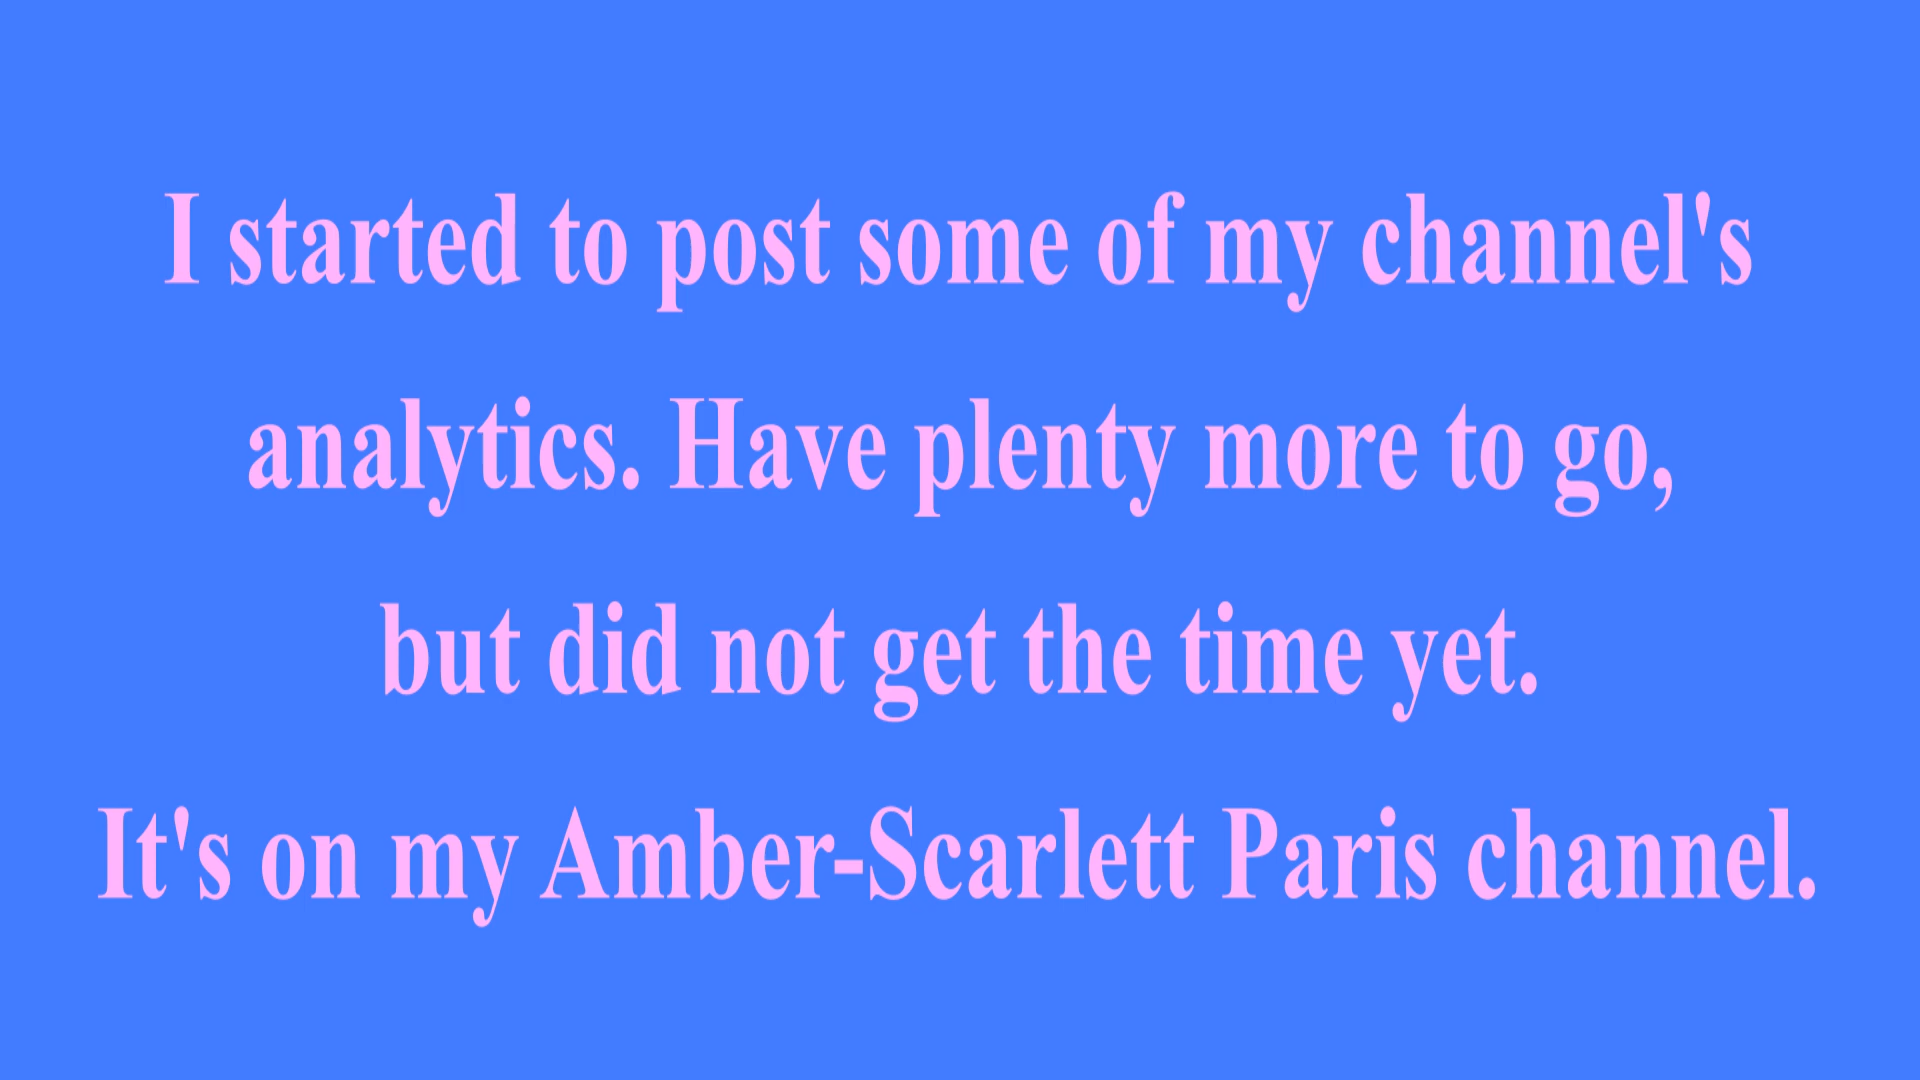 I started to post some of my channel's
analytics. Have plenty more to go,
but did not get the time yet.
It's on my Amber-Scarlett Paris channel.